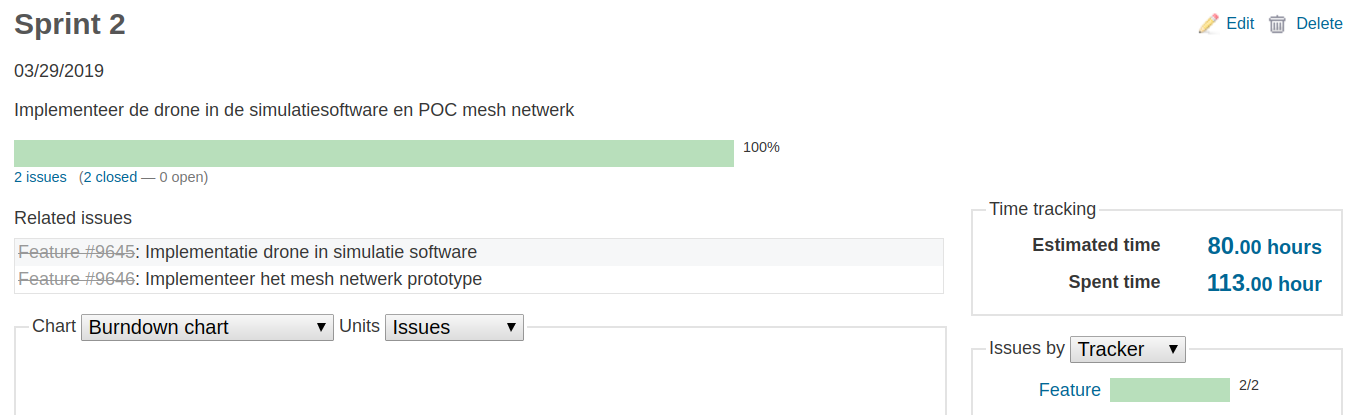 Sprint 2
Edit Delete
03/29/2019
Implementeer de drone in de simulatiesoftware en POC mesh netwerk
100%
2 issues (2 closed — 0 open)
Related issues
Feature #9645: Implementatie drone in simulatie software
Feature #9646: Implementeer het mesh netwerk prototype
Chart Burndown chart Units Issues
Time tracking
Estimated time 80.00 hours
Spent time 113.00 hour
Issues by Tracker
Feature 2/2